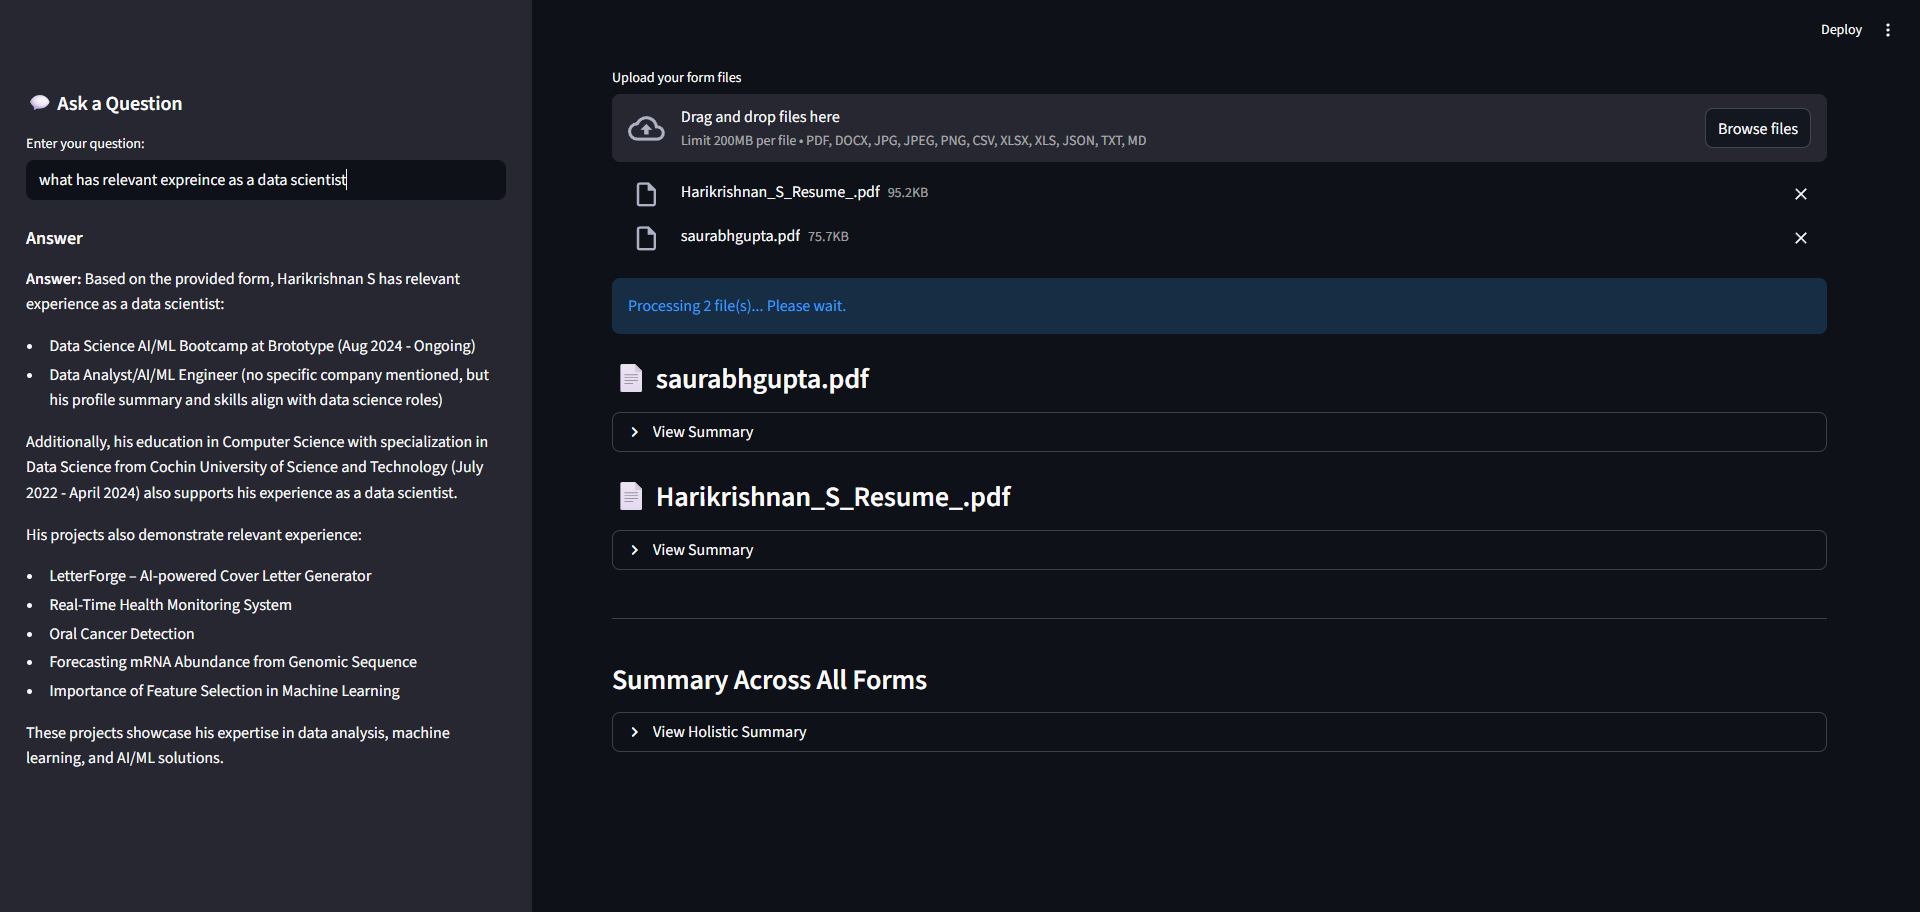 Deploy
Ask a Question
Enter your question:
what has relevant expreince as a data scientist
Answer
Answer: Based on the provided form, Harikrishnan S has relevant
experience as a data scientist:
• Data Science AI/ML Bootcamp at Brototype (Aug 2024 - Ongoing)
• Data Analyst/AI/ML Engineer (no specific company mentioned, but
his profile summary and skills align with data science roles)
Additionally, his education in Computer Science with specialization in
Data Science from Cochin University of Science and Technology (July
2022 - April 2024) also supports his experience as a data scientist.
His projects also demonstrate relevant experience:
• LetterForge – AI-powered Cover Letter Generator
• Real-Time Health Monitoring System
• Oral Cancer Detection
• Forecasting mRNA Abundance from Genomic Sequence
• Importance of Feature Selection in Machine Learning
These projects showcase his expertise in data analysis, machine
learning, and AI/ML solutions.
Upload your form files
Drag and drop files here
Limit 200MB per file • PDF, DOCX, JPG, JPEG, PNG, CSV, XLSX, XLS, JSON, TXT, MD
Browse files
Harikrishnan_S_Resume_.pdf 95.2KB
saurabhgupta.pdf 75.7KB
Processing 2 file(s)... Please wait.
saurabhgupta.pdf
View Summary
Harikrishnan_S_Resume_.pdf
View Summary
Summary Across All Forms
View Holistic Summary